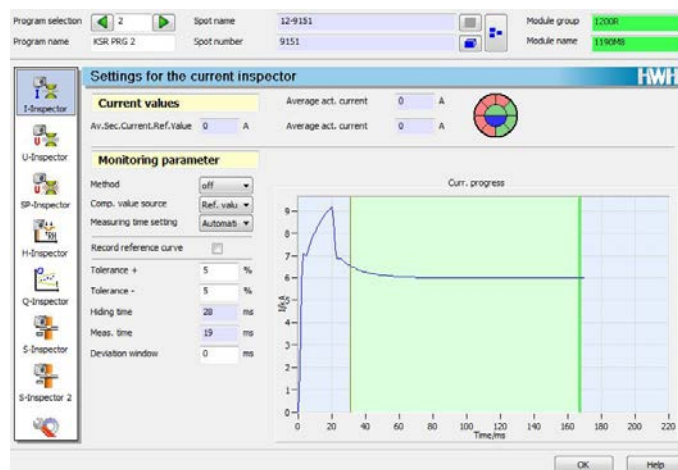 Program selection 2 Spot name 12-9151 Module group 1200R
Program name KSR PRG 2 Spot number 9151 Module name 1190M8
Settings for the current inspector HWH
I-Inspector
U-Inspector
SP-Inspector
H-Inspector
Q-Inspector
S-Inspector
S-Inspector 2
Current values Average act. current 0 A
Av.Sec.Current.Ref.Value 0 A Average act. current 0 A
Monitoring parameter
Method off
Comp. value source Ref. valu
Measuring time setting Automati
Record reference curve
Tolerance + 5 %
Tolerance - 5 %
Hiding time 28 ms
Meas. time 19 ms
Deviation window 0 ms
Curr. progress
9
8
7
6
5
4
3
2
1
0
I/kA
0 20 40 60 80 100 120 140 160 180 200 220
Time/ms
OK Help